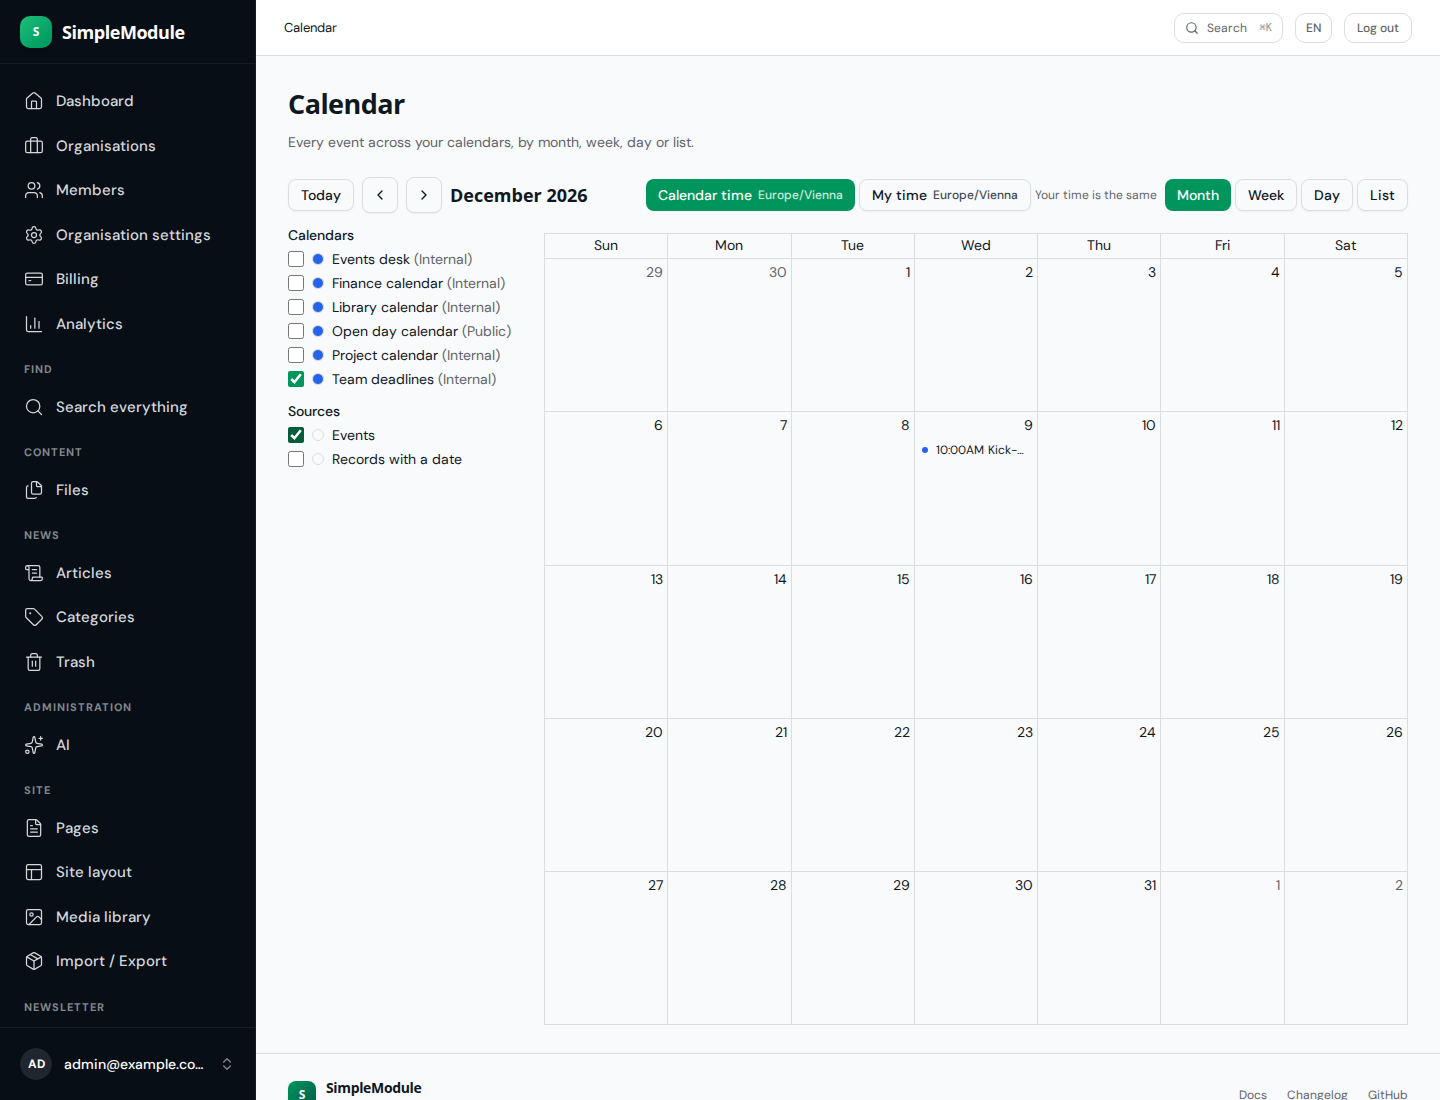 S
SimpleModule
Dashboard
Organisations
Members
Organisation settings
Billing
Analytics
FIND
Search everything
CONTENT
Files
NEWS
Articles
Categories
Trash
ADMINISTRATION
AI
SITE
Pages
Site layout
Media library
Import / Export
NEWSLETTER
AD
admin@example.co...
Calendar
Search ⌘K
EN
Log out
Calendar
Every event across your calendars, by month, week, day or list.
Today
December 2026
Calendar time Europe/Vienna
My time Europe/Vienna
Your time is the same
Month
Week
Day
List
Calendars
Events desk (Internal)
Finance calendar (Internal)
Library calendar (Internal)
Open day calendar (Public)
Project calendar (Internal)
Team deadlines (Internal)
Sources
Events
Records with a date
Sun Mon Tue Wed Thu Fri Sat
29 30 1 2 3 4 5
6 7 8 9 10 11 12
10:00AM Kick-...
13 14 15 16 17 18 19
20 21 22 23 24 25 26
27 28 29 30 31 1 2
S
SimpleModule
Docs Changelog GitHub